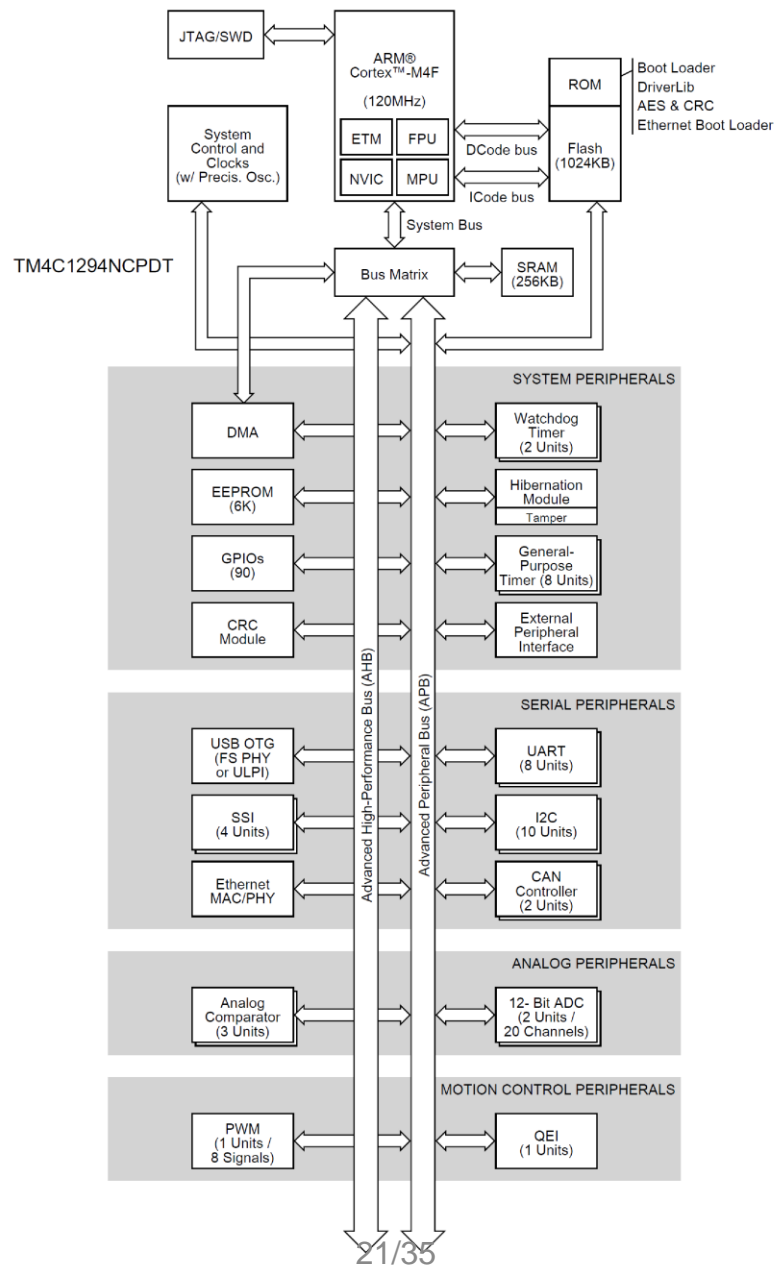 JTAG/SWD
ARM®
Cortex™-M4F
(120MHz)
ETM
FPU
NVIC
MPU
ROM
Flash
(1024KB)
Boot Loader
DriverLib
AES & CRC
Ethernet Boot Loader
System
Control and
Clocks
(w/ Precis. Osc.)
DCode bus
ICode bus
System Bus
TM4C1294NCPDT
Bus Matrix
SRAM
(256KB)
SYSTEM PERIPHERALS
DMA
Watchdog
Timer
(2 Units)
EEPROM
(6K)
Hibernation
Module
Tamper
GPIOs
(90)
General-
Purpose
Timer (8 Units)
CRC
Module
External
Peripheral
Interface
Advanced High-Performance Bus (AHB)
Advanced Peripheral Bus (APB)
SERIAL PERIPHERALS
USB OTG
(FS PHY
or ULPI)
UART
(8 Units)
SSI
(4 Units)
I2C
(10 Units)
Ethernet
MAC/PHY
CAN
Controller
(2 Units)
ANALOG PERIPHERALS
Analog
Comparator
(3 Units)
12- Bit ADC
(2 Units /
20 Channels)
MOTION CONTROL PERIPHERALS
PWM
(1 Units /
8 Signals)
QEI
(1 Units)
21/35